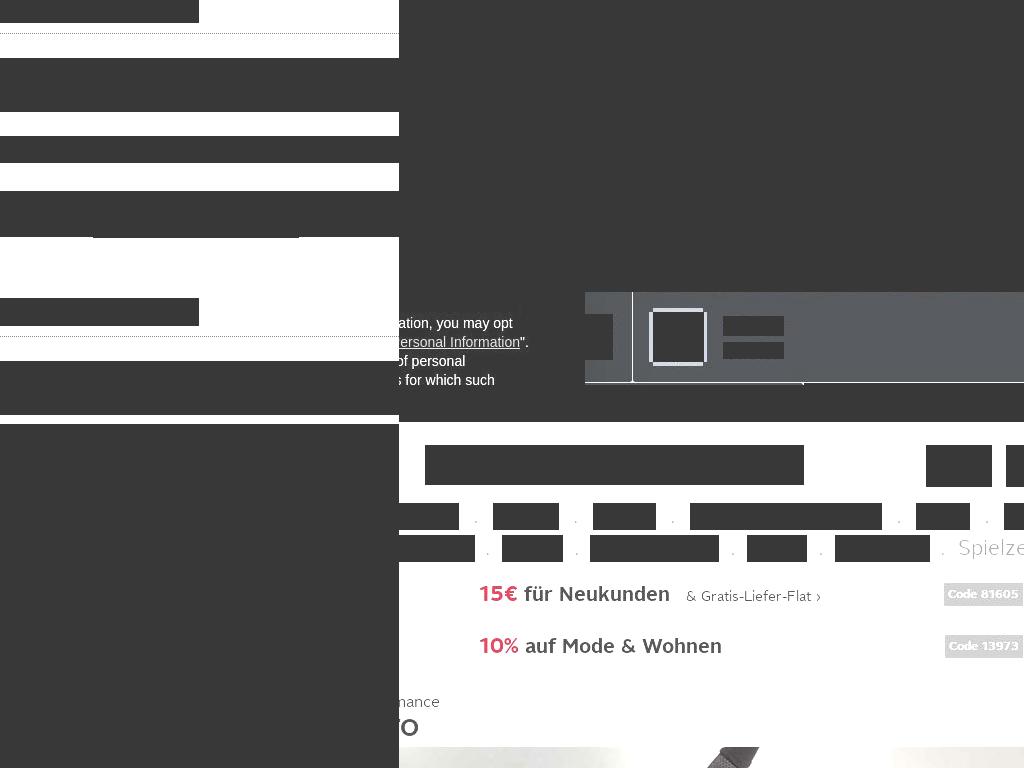 ation, you may opt
ersonal Information".
of personal
s for which such
Spielze
15€ für Neukunden & Gratis-Liefer-Flat ›
Code 81605
10% auf Mode & Wohnen
Code 13973
mance
TO